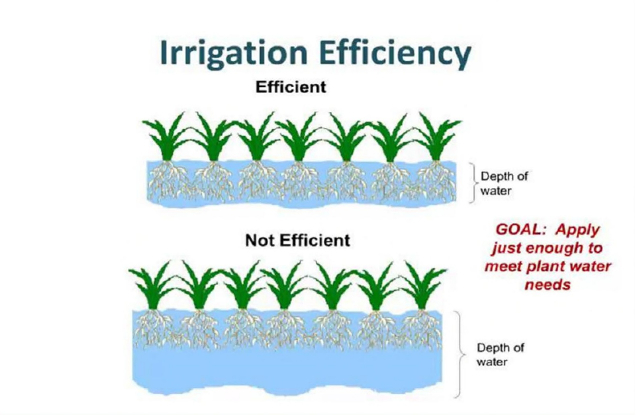 Irrigation Efficiency
Efficient
Depth of
water
GOAL: Apply
just enough to
meet plant water
needs
Not Efficient
Depth of
water